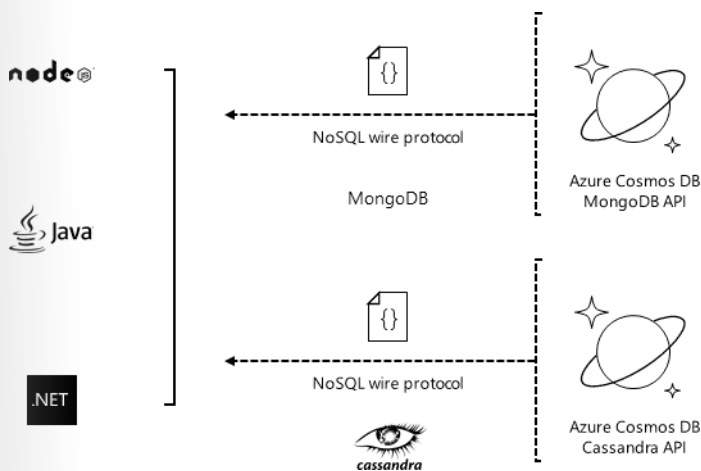 node JS
{}
NoSQL wire protocol
MongoDB
Azure Cosmos DB
MongoDB API
Java
{}
NoSQL wire protocol
cassandra
Azure Cosmos DB
Cassandra API
.NET